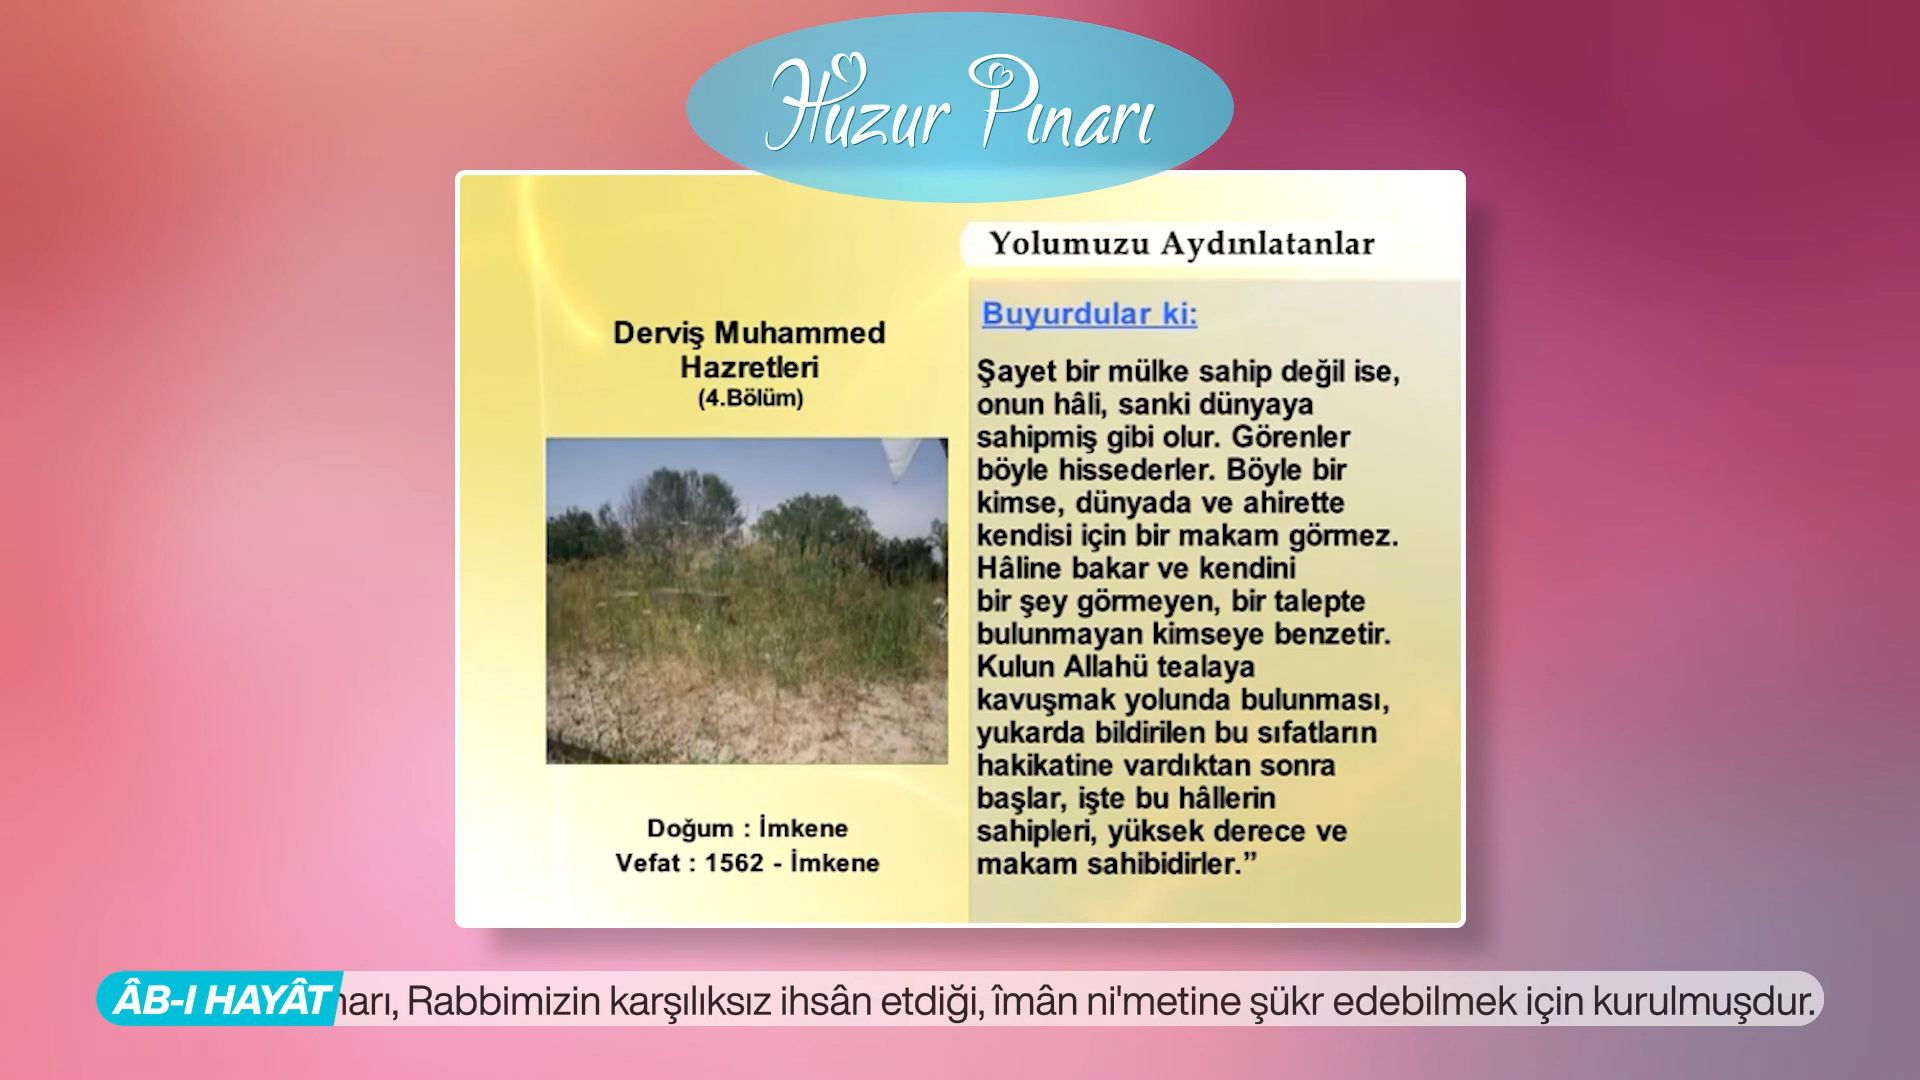 Huzur Pınarı
Yolumuzu Aydınlatanlar
Derviş Muhammed
Hazretleri
(4.Bölüm)
Doğum : İmkene
Vefat : 1562 - İmkene
Buyurdular ki:
Şayet bir mülke sahip değil ise,
onun hâli, sanki dünyaya
sahipmiş gibi olur. Görenler
böyle hissederler. Böyle bir
kimse, dünyada ve ahirette
kendisi için bir makam görmez.
Hâline bakar ve kendini
bir şey görmeyen, bir talepte
bulunmayan kimseye benzetir.
Kulun Allahü tealaya
kavuşmak yolunda bulunması,
yukarda bildirilen bu sıfatların
hakikatine vardıktan sonra
başlar, işte bu hâllerin
sahipleri, yüksek derece ve
makam sahibidirler.”
ÂB-I HAYÂT Rabbimizin karşılıksız ihsân etdiği, îmân ni'metine şükr edebilmek için kurulmuşdur.